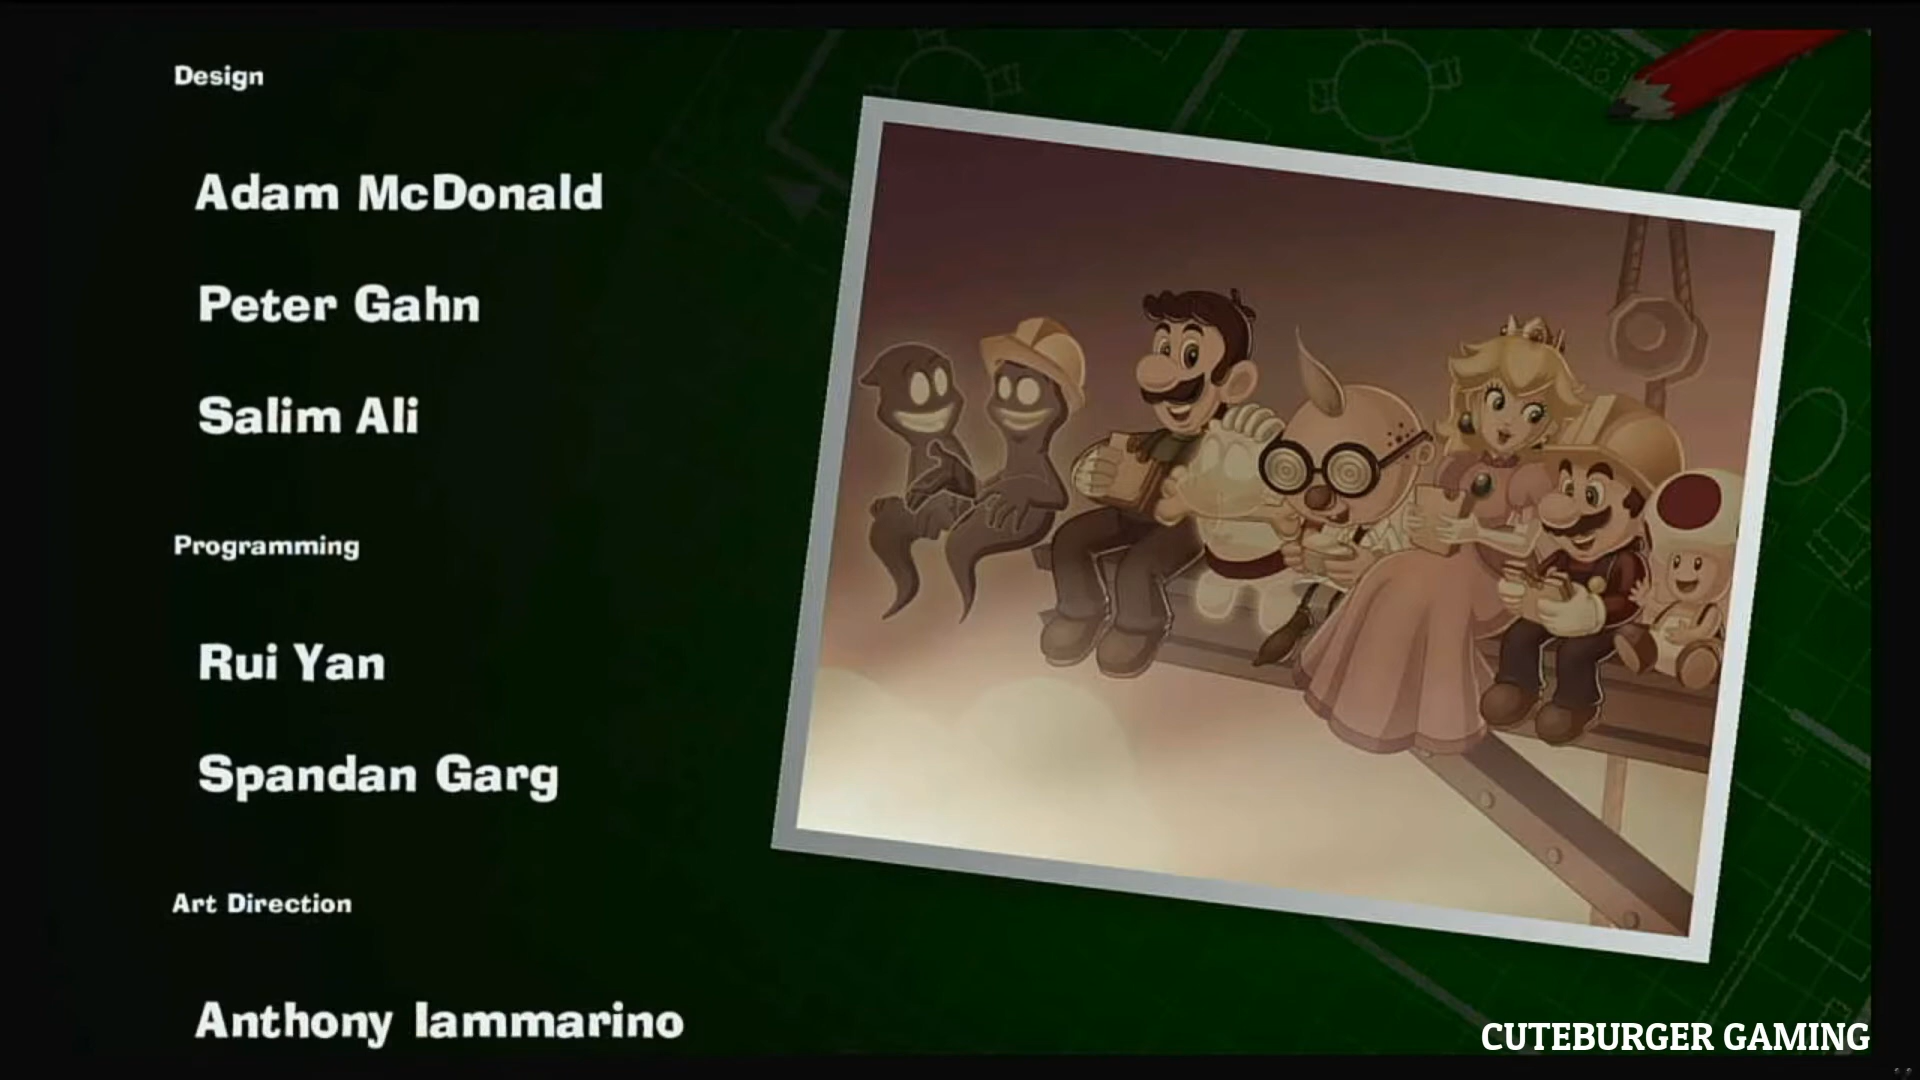 Design
Adam McDonald
Peter Gahn
Salim Ali
Programming
Rui Yan
Spandan Garg
Art Direction
Anthony Iammarino
CUTEBURGER GAMING